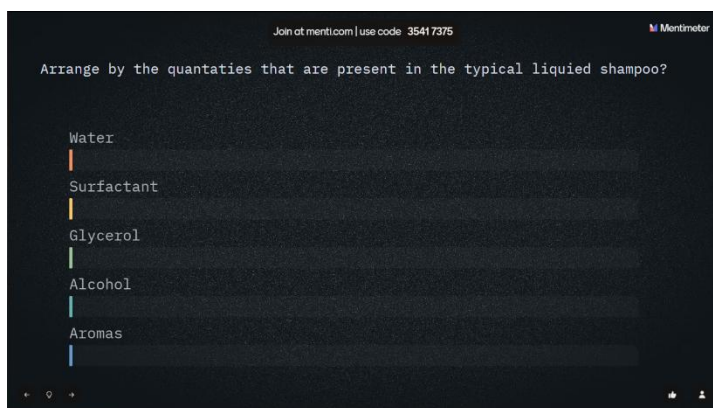 Join at menti.com | use code 3541 7375
Mentimeter
Arrange by the quantaties that are present in the typical liquied shampoo?
Water
Surfactant
Glycerol
Alcohol
Aromas